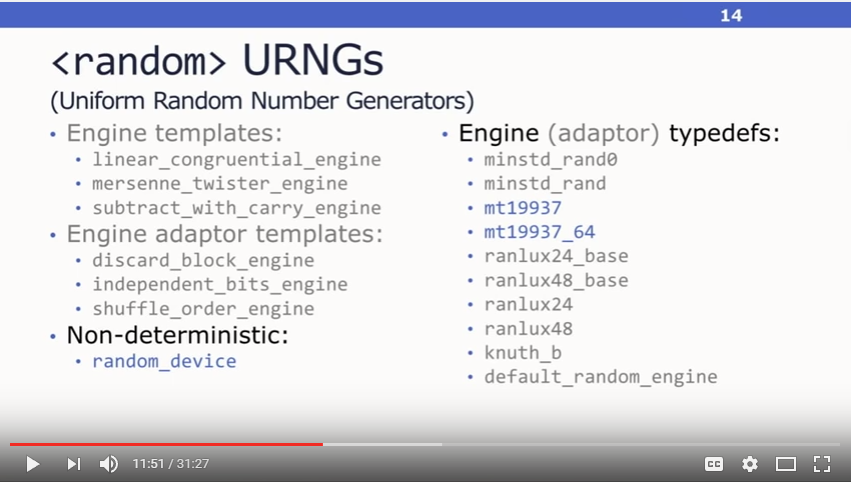 14
<random> URNGs
(Uniform Random Number Generators)
• Engine templates:
• linear_congruential_engine
• mersenne_twister_engine
• subtract_with_carry_engine
• Engine adaptor templates:
• discard_block_engine
• independent_bits_engine
• shuffle_order_engine
• Non-deterministic:
• random_device
• Engine (adaptor) typedefs:
• minstd_rand0
• minstd_rand
• mt19937
• mt19937_64
• ranlux24_base
• ranlux48_base
• ranlux24
• ranlux48
• knuth_b
• default_random_engine
11:51 / 31:27
CC